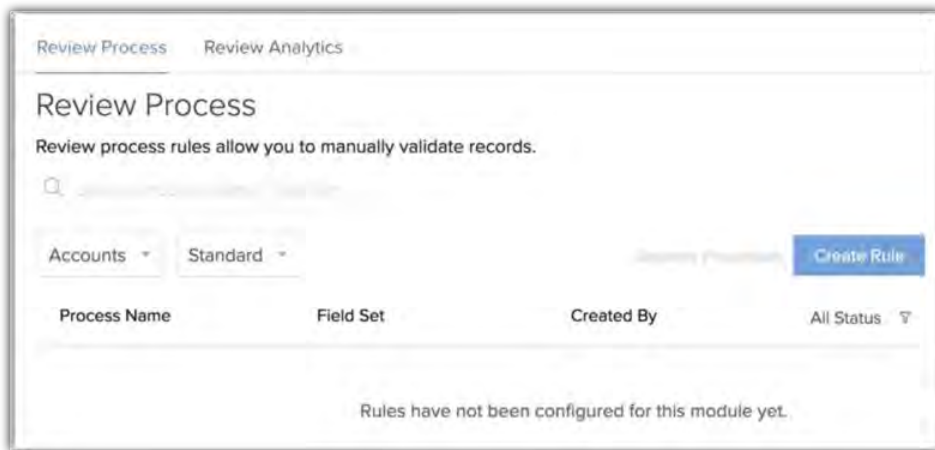 Review Process Review Analytics
Review Process
Review process rules allow you to manually validate records.
Accounts Standard Create Rule
Process Name Field Set Created By All Status
Rules have not been configured for this module yet.